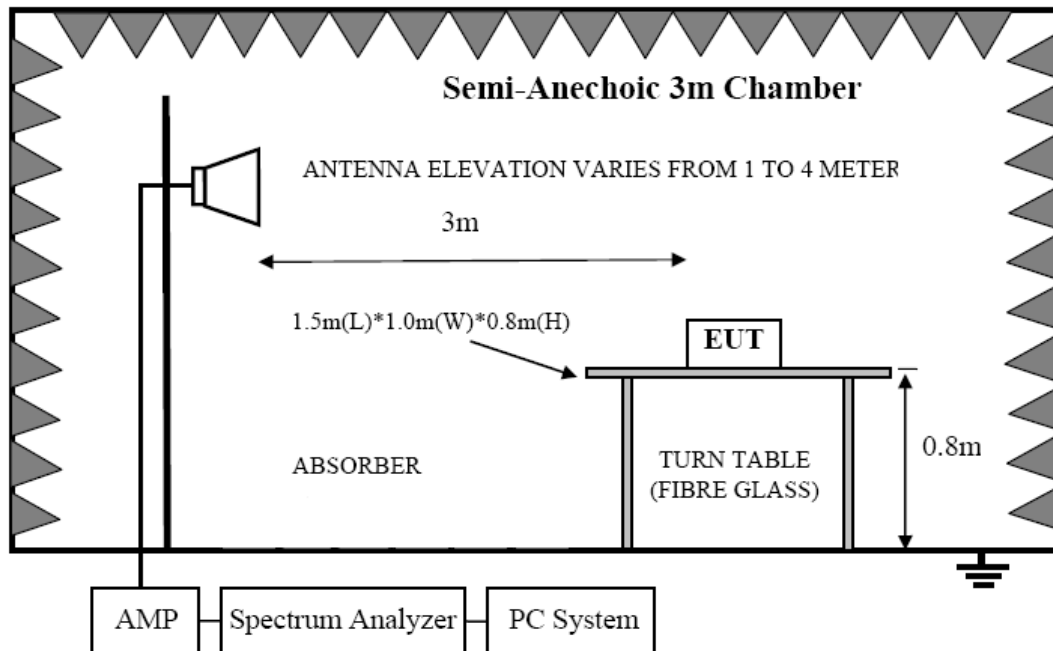 Semi-Anechoic 3m Chamber
ANTENNA ELEVATION VARIES FROM 1 TO 4 METER
3m
1.5m(L)*1.0m(W)*0.8m(H)
EUT
0.8m
ABSORBER
TURN TABLE
(FIBRE GLASS)
AMP
Spectrum Analyzer
PC System